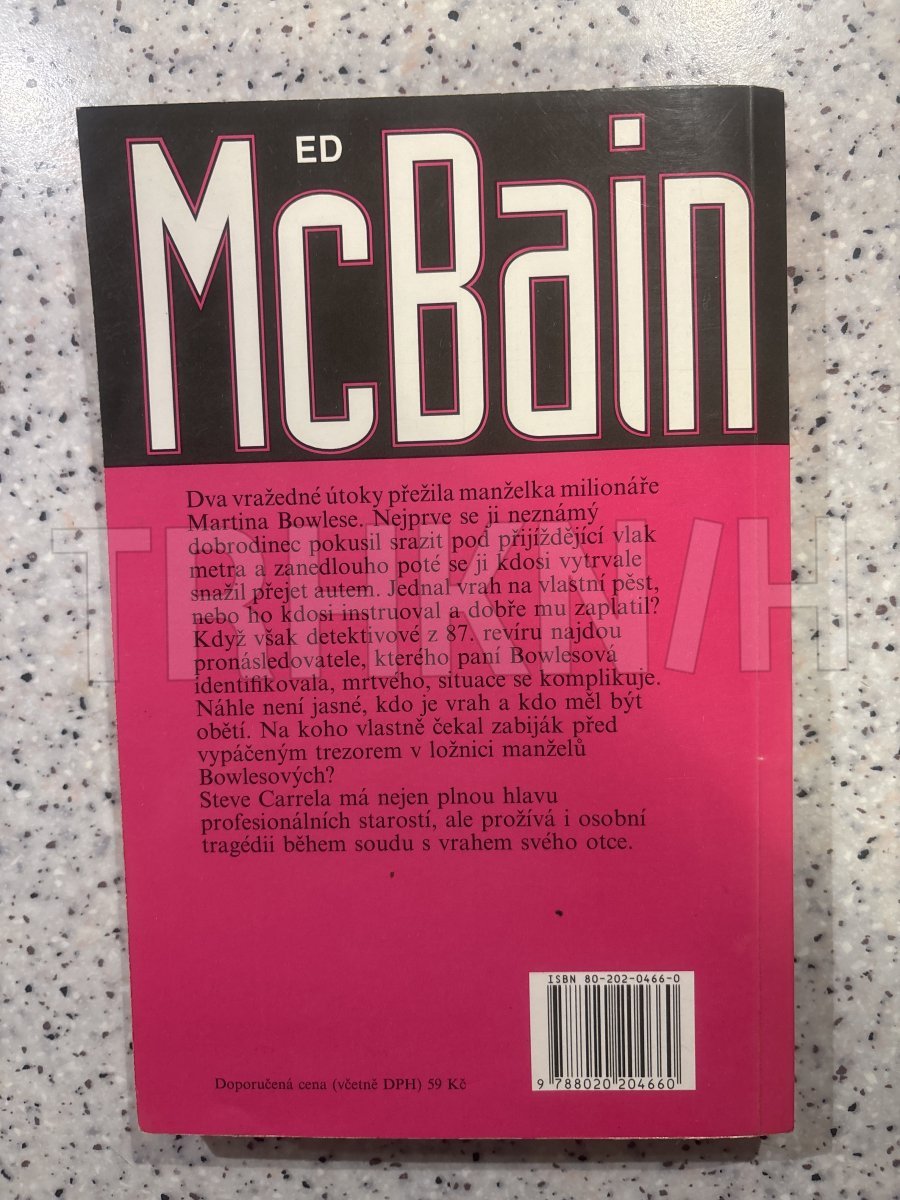 ED
McBain
Dva vražedné útoky přežila manželka milionáře
Martina Bowlese. Nejprve se ji neznámý
dobrodinec pokusil srazit pod přijíždějící vlak
metra a zanedlouho poté se ji kdosi vytrvale
snažil přejet autem. Jednal vrah na vlastní pěst,
nebo ho kdosi instruoval a dobře mu zaplatil?
Když však detektivové z 87. revíru najdou
pronásledovatele, kterého paní Bowlesová
identifikovala, mrtvého, situace se komplikuje.
Náhle není jasné, kdo je vrah a kdo měl být
obětí. Na koho vlastně čekal zabiják před
vypáčeným trezorem v ložnici manželů
Bowlesových?
Steve Carrela má nejen plnou hlavu
profesionálních starostí, ale prožívá i osobní
tragédii během soudu s vrahem svého otce.
ISBN 80-202-0466-0
9 788020 204660
Doporučená cena (včetně DPH) 59 Kč